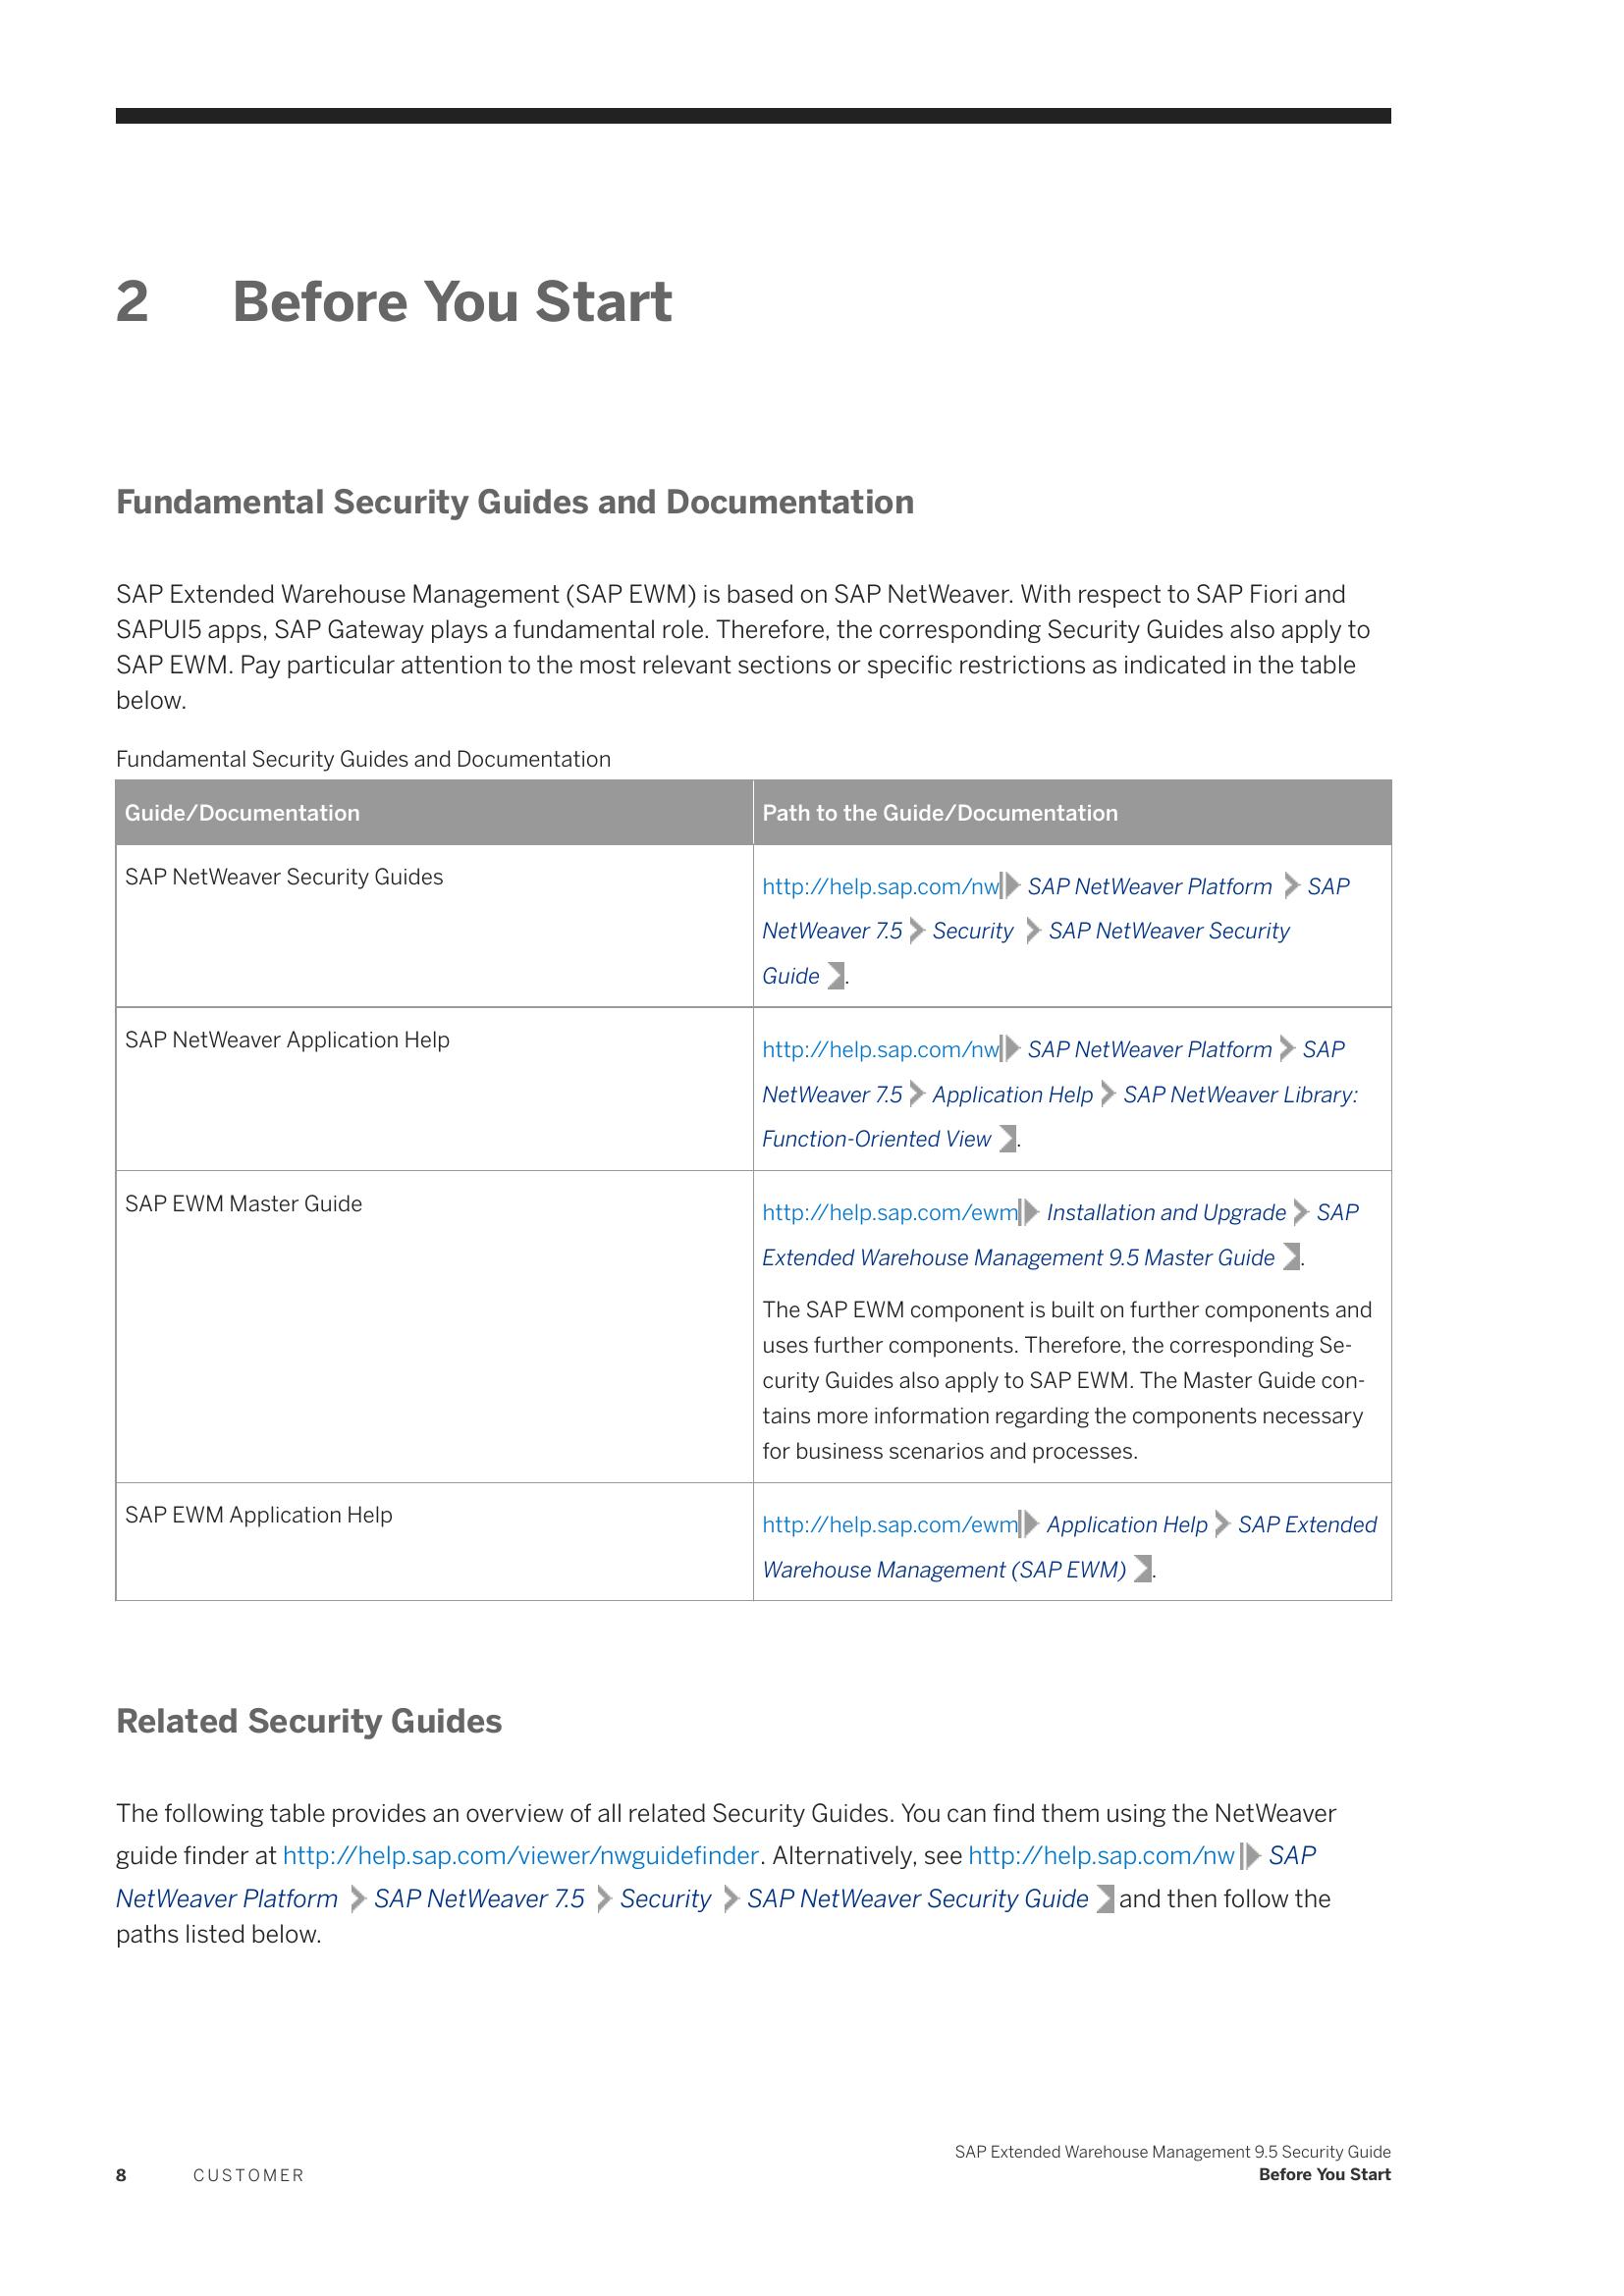 2 Before You Start
Fundamental Security Guides and Documentation
SAP Extended Warehouse Management (SAP EWM) is based on SAP NetWeaver. With respect to SAP Fiori and
SAPUI5 apps, SAP Gateway plays a fundamental role. Therefore, the corresponding Security Guides also apply to
SAP EWM. Pay particular attention to the most relevant sections or specific restrictions as indicated in the table
below.
Fundamental Security Guides and Documentation
Guide/Documentation Path to the Guide/Documentation
SAP NetWeaver Security Guides
http://help.sap.com/nw SAP NetWeaver Platform SAP
NetWeaver 7.5 Security SAP NetWeaver Security
Guide .
SAP NetWeaver Application Help
http://help.sap.com/nw SAP NetWeaver Platform SAP
NetWeaver 7.5 Application Help SAP NetWeaver Library:
Function-Oriented View .
SAP EWM Master Guide
http://help.sap.com/ewm Installation and Upgrade SAP
Extended Warehouse Management 9.5 Master Guide .
The SAP EWM component is built on further components and
uses further components. Therefore, the corresponding Se-
curity Guides also apply to SAP EWM. The Master Guide con-
tains more information regarding the components necessary
for business scenarios and processes.
SAP EWM Application Help
http://help.sap.com/ewm Application Help SAP Extended
Warehouse Management (SAP EWM) .
Related Security Guides
The following table provides an overview of all related Security Guides. You can find them using the NetWeaver
guide finder at http://help.sap.com/viewer/nwguidefinder. Alternatively, see http://help.sap.com/nw SAP
NetWeaver Platform SAP NetWeaver 7.5 Security SAP NetWeaver Security Guide and then follow the
paths listed below.
SAP Extended Warehouse Management 9.5 Security Guide
8 CUSTOMER Before You Start